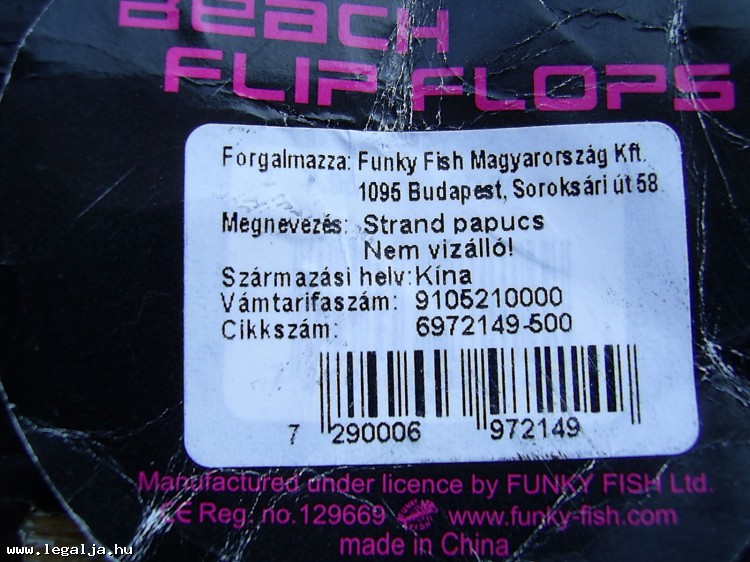 BEACH
FLIP FLOPS
Forgalmazza: Funky Fish Magyarország Kft.
1095 Budapest, Soroksári út 58.
Megnevezés: Strand papucs
Nem vízálló!
Származási helv: Kína
Vámtarifaszám: 9105210000
Cikkszám: 6972149-500
7 290006 972149
Manufactured under licence by FUNKY FISH Ltd.
CE Reg. no.129669 www.funky-fish.com
made in China
www.legalja.hu